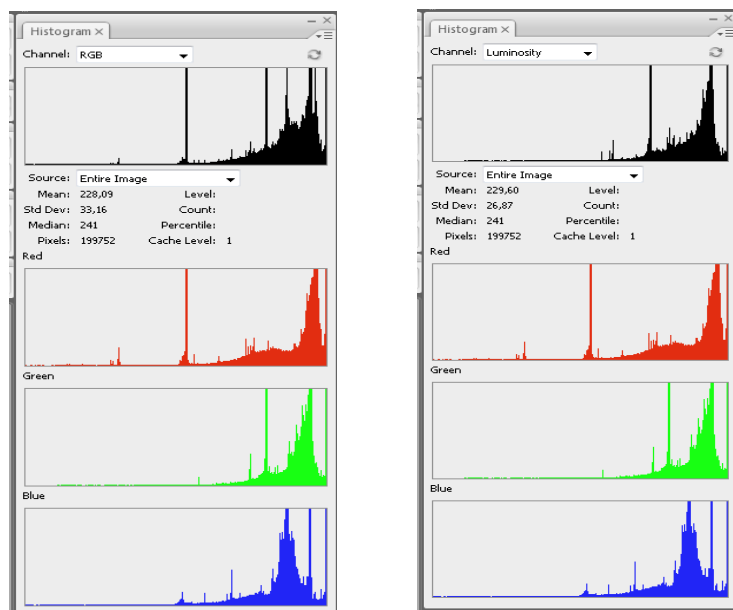 Histogram ×
Channel: RGB
Source: Entire Image
Mean: 228,09 Level:
Std Dev: 33,16 Count:
Median: 241 Percentile:
Pixels: 199752 Cache Level: 1
Red
Green
Blue
Histogram ×
Channel: Luminosity
Source: Entire Image
Mean: 229,60 Level:
Std Dev: 26,87 Count:
Median: 241 Percentile:
Pixels: 199752 Cache Level: 1
Red
Green
Blue